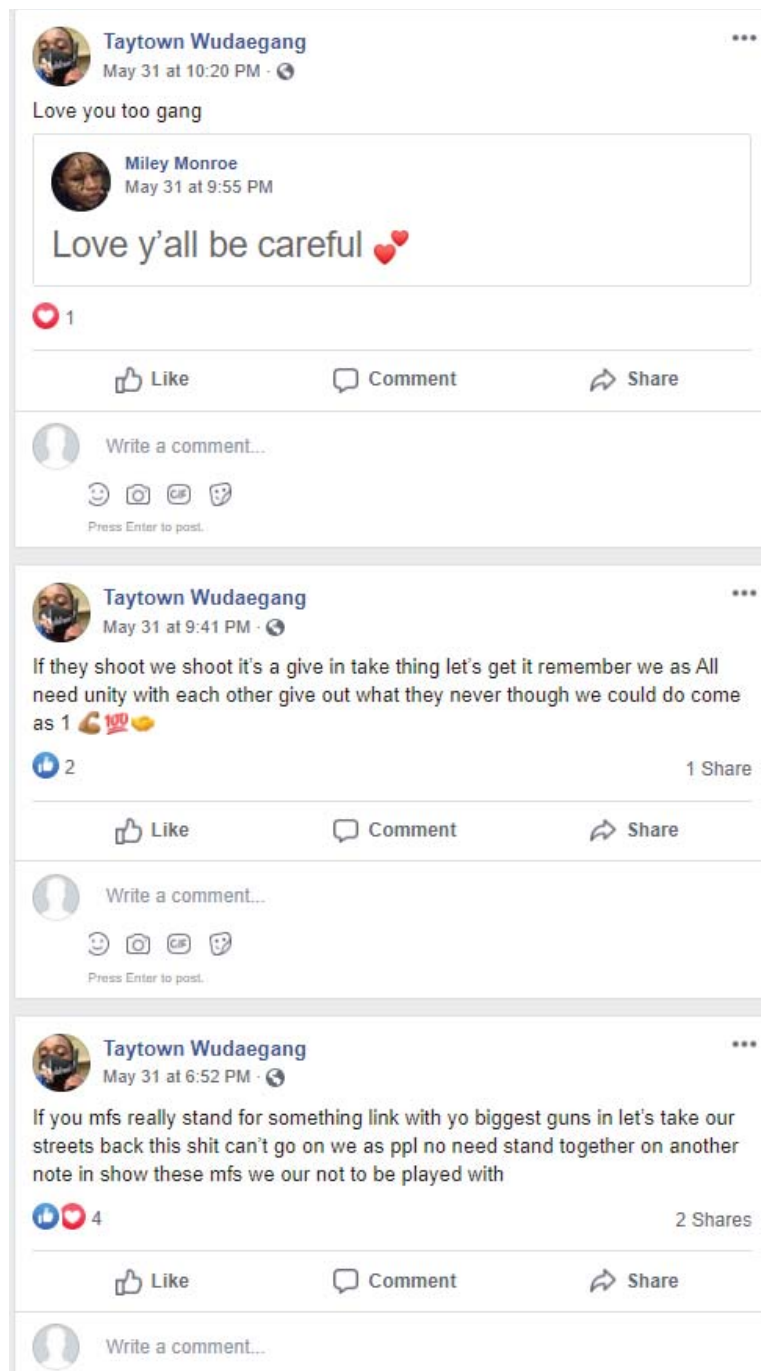 Taytown Wudaegang
May 31 at 10:20 PM ·
Love you too gang
Miley Monroe
May 31 at 9:55 PM
Love y'all be careful 💕
1
Like Comment Share
Write a comment...
GIF
Press Enter to post.
Taytown Wudaegang
May 31 at 9:41 PM ·
If they shoot we shoot it's a give in take thing let's get it remember we as All
need unity with each other give out what they never though we could do come
as 1 💪🏾💯🤝
2 1 Share
Like Comment Share
Write a comment...
GIF
Press Enter to post.
Taytown Wudaegang
May 31 at 6:52 PM ·
If you mfs really stand for something link with yo biggest guns in let's take our
streets back this shit can't go on we as ppl no need stand together on another
note in show these mfs we our not to be played with
4 2 Shares
Like Comment Share
Write a comment...